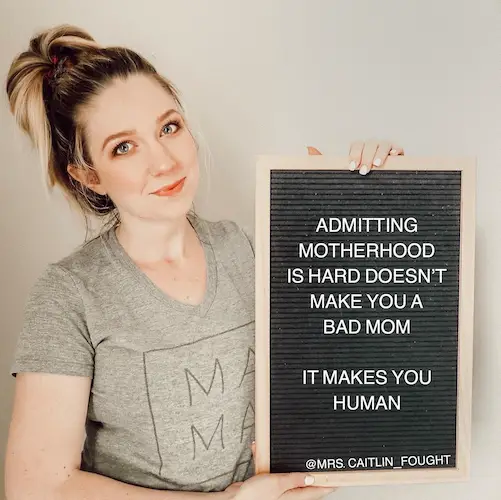 ADMITTING
MOTHERHOOD
IS HARD DOESN'T
MAKE YOU A
BAD MOM
IT MAKES YOU
HUMAN
@MRS. CAITLIN_FOUGHT
MA
MA